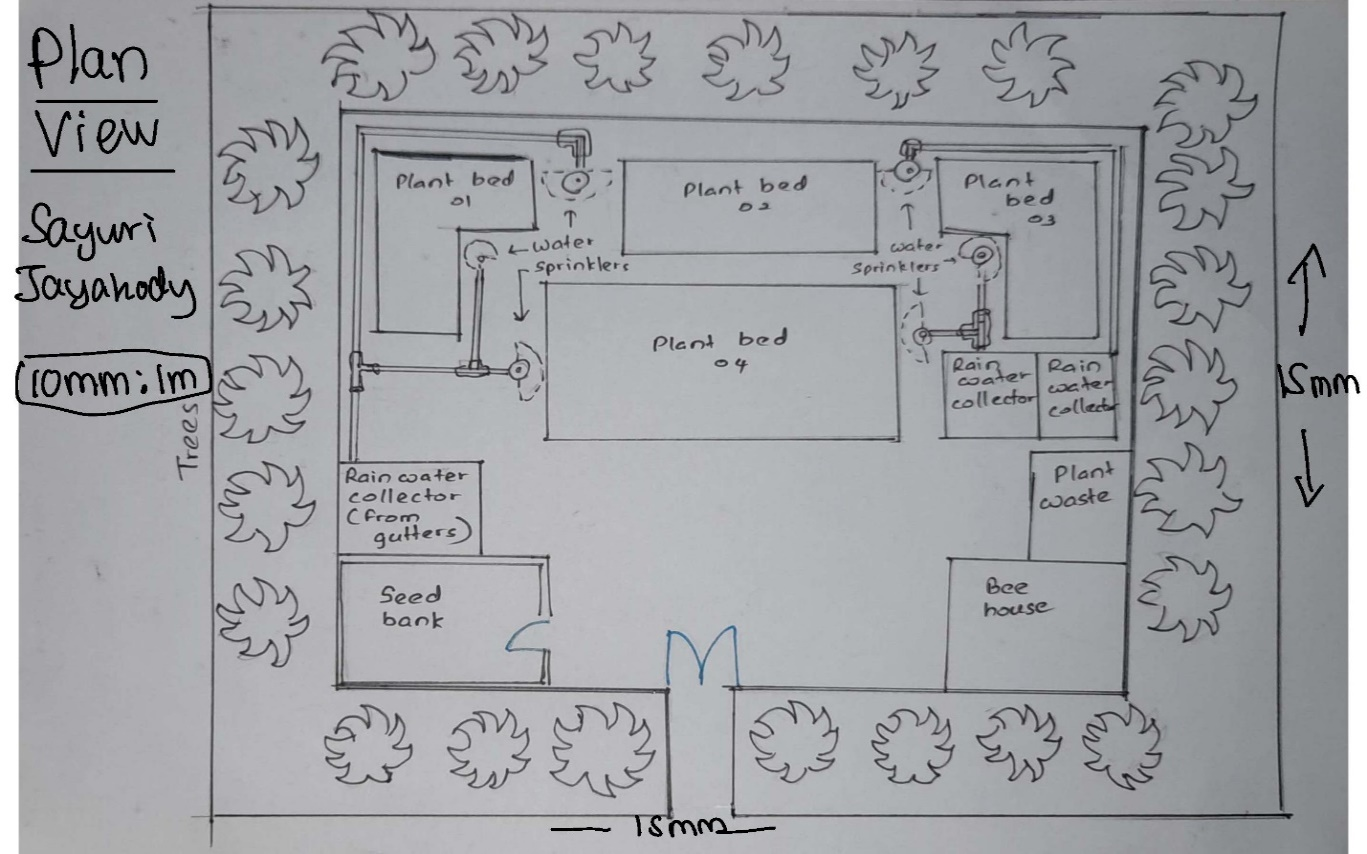 Plan
View
Sayuri
Jayahody
10mm:1m
Trees
Plant bed
01
Plant bed
02
Plant
bed
03
← water
sprinklers
water
sprinklers →
Plant bed
04
Rain
water
collector
Rain
water
collector
15mm
Rain water
collector
(from
gutters)
Plant
waste
Seed
bank
Bee
house
15mm